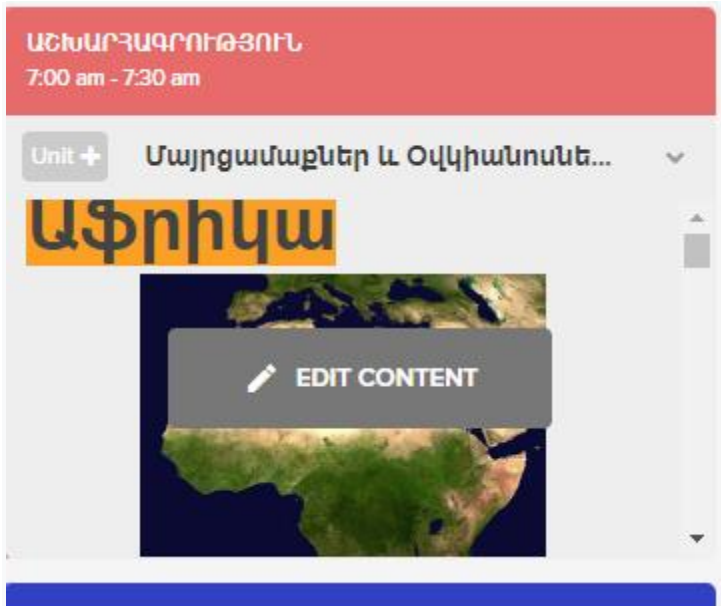 ԱՇԽԱՐՀԱԳՐՈՒԹՅՈՒՆ
7:00 am - 7:30 am
Unit +
Մայրցամաքներ և Օվկիանոսնե...
Աֆրիկա
EDIT CONTENT